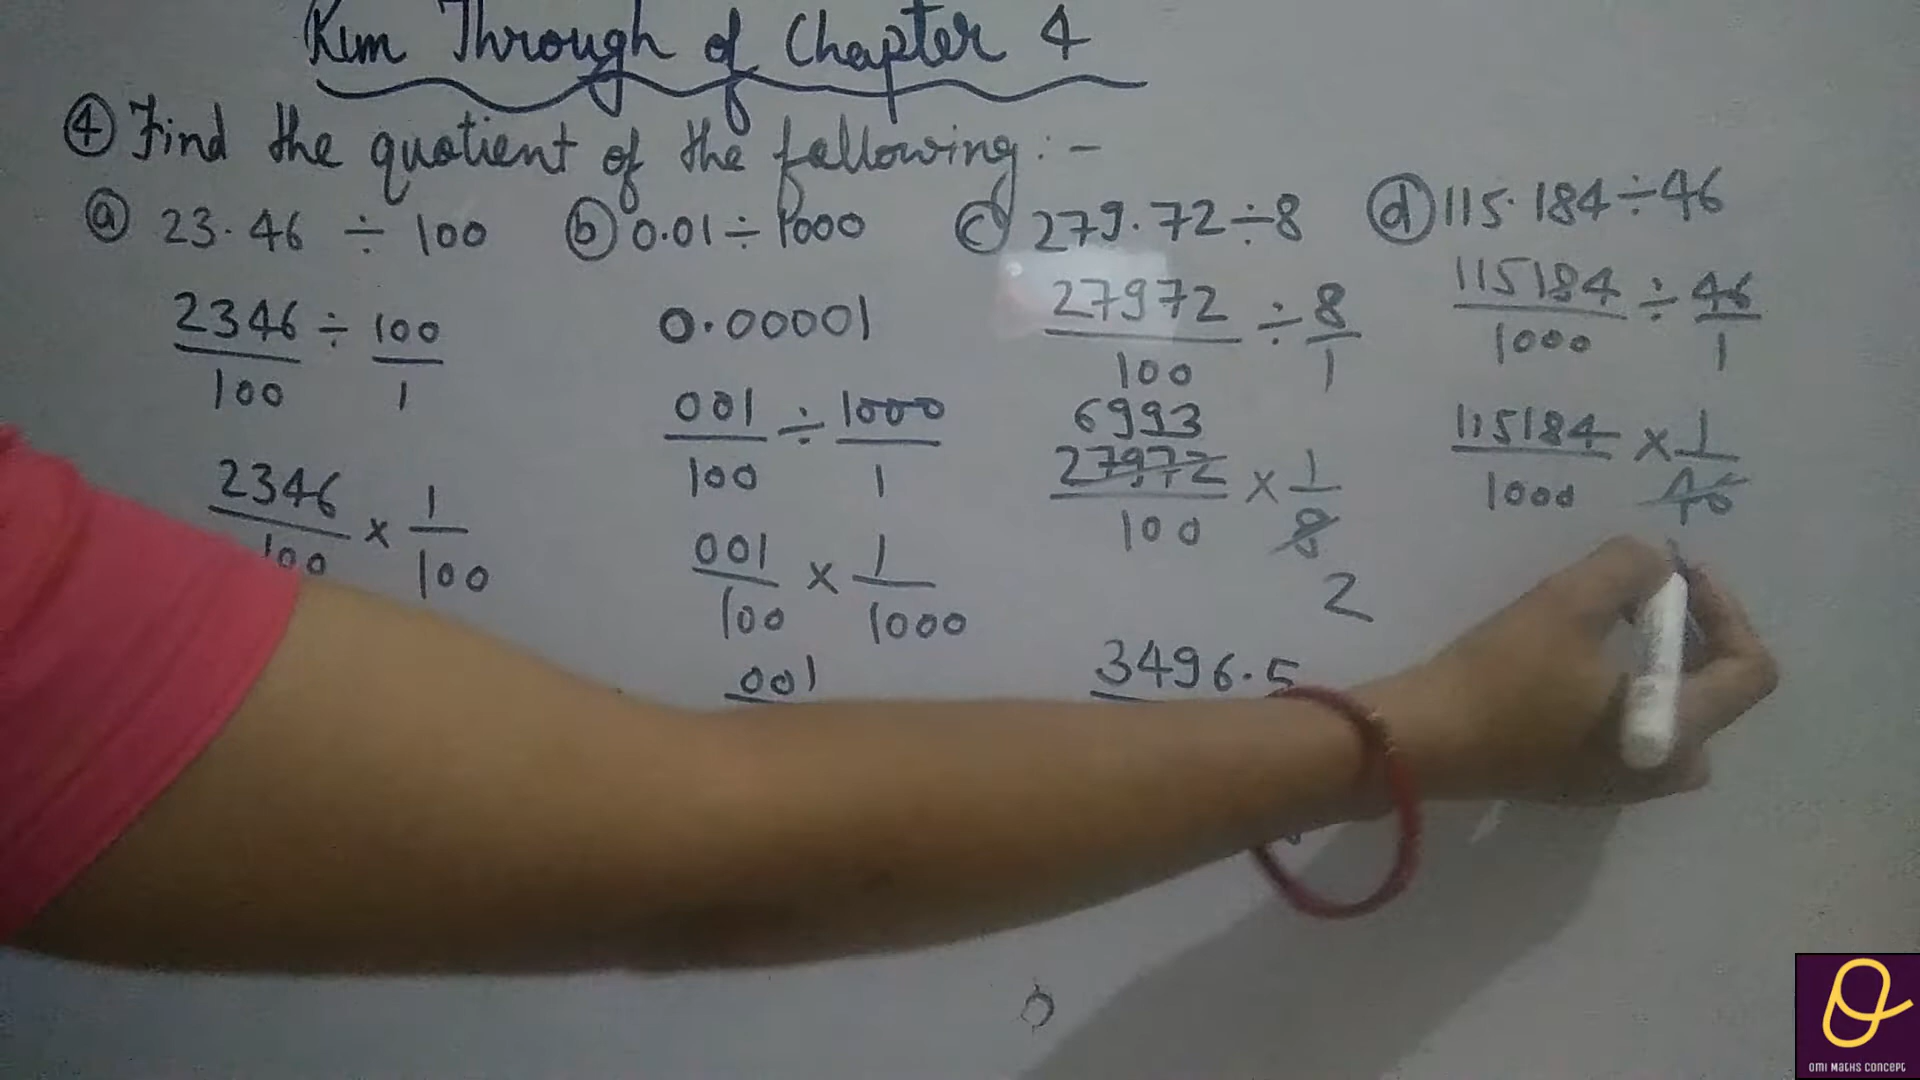 Run Through of Chapter 4
④ Find the quotient of the following :-
ⓐ 23.46 ÷ 100
2346/100 ÷ 100/1
2346/100 × 1/100
ⓑ 0.01 ÷ 1000
0.00001
001/100 ÷ 1000/1
001/100 × 1/1000
001
ⓒ 279.72 ÷ 8
27972/100 ÷ 8/1
6993
27972/100 × 1/8
2
3496.5
ⓓ 115.184 ÷ 46
115184/1000 ÷ 46/1
115184/1000 × 1/46
OMI MATHS CONCEPT